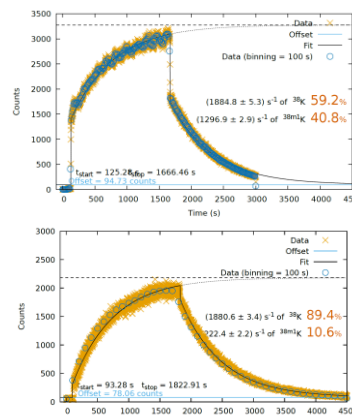 3500
3000
2500
2000
1500
1000
500
0
Counts
Data
Offset
Fit
Data (binning = 100 s)
(1884.8 ± 5.3) s⁻¹ of ³⁸K 59.2%
(1296.9 ± 2.9) s⁻¹ of ³⁸ᵐ¹K 40.8%
t_start = 125.28 t_stop = 1666.46 s
Offset = 94.73 counts
0 500 1000 1500 2000 2500 3000 3500 4000 4500
Time (s)
3000
2500
2000
1500
1000
500
0
Counts
Data
Offset
Fit
Data (binning = 100 s)
(1880.6 ± 3.4) s⁻¹ of ³⁸K 89.4%
222.4 ± 2.2) s⁻¹ of ³⁸ᵐ¹K 10.6%
start = 93.28 s t_stop = 1822.91 s
Offset = 78.06 counts
0 500 1000 1500 2000 2500 3000 3500 4000 4500